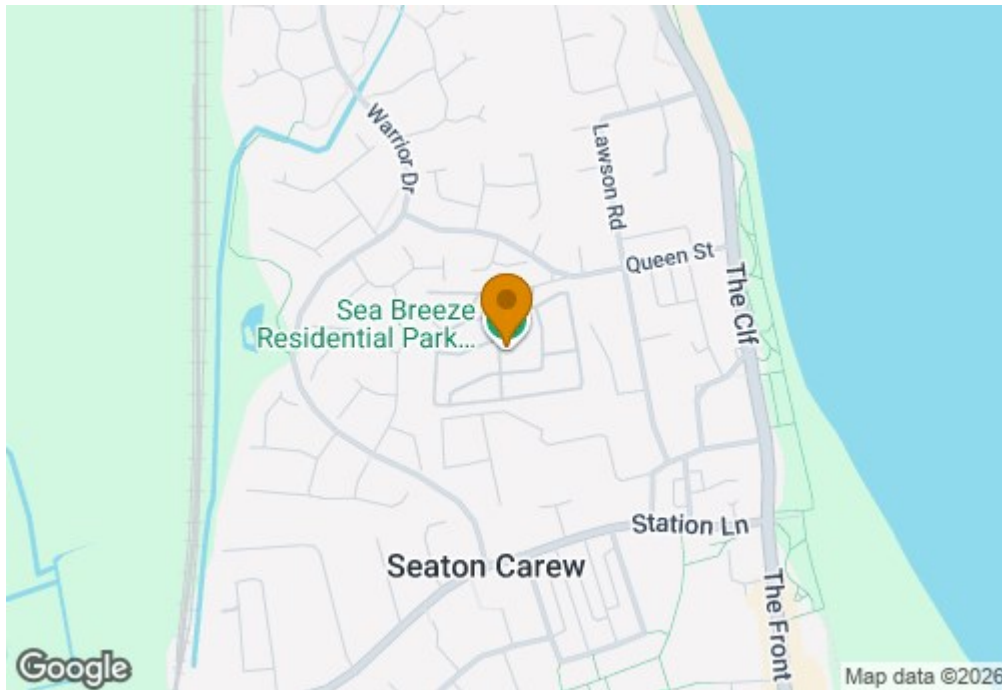 Warrior Dr
Lawson Rd
Queen St
The Clf
Sea Breeze
Residential Park...
Station Ln
Seaton Carew
The Front
Google
Map data ©2026